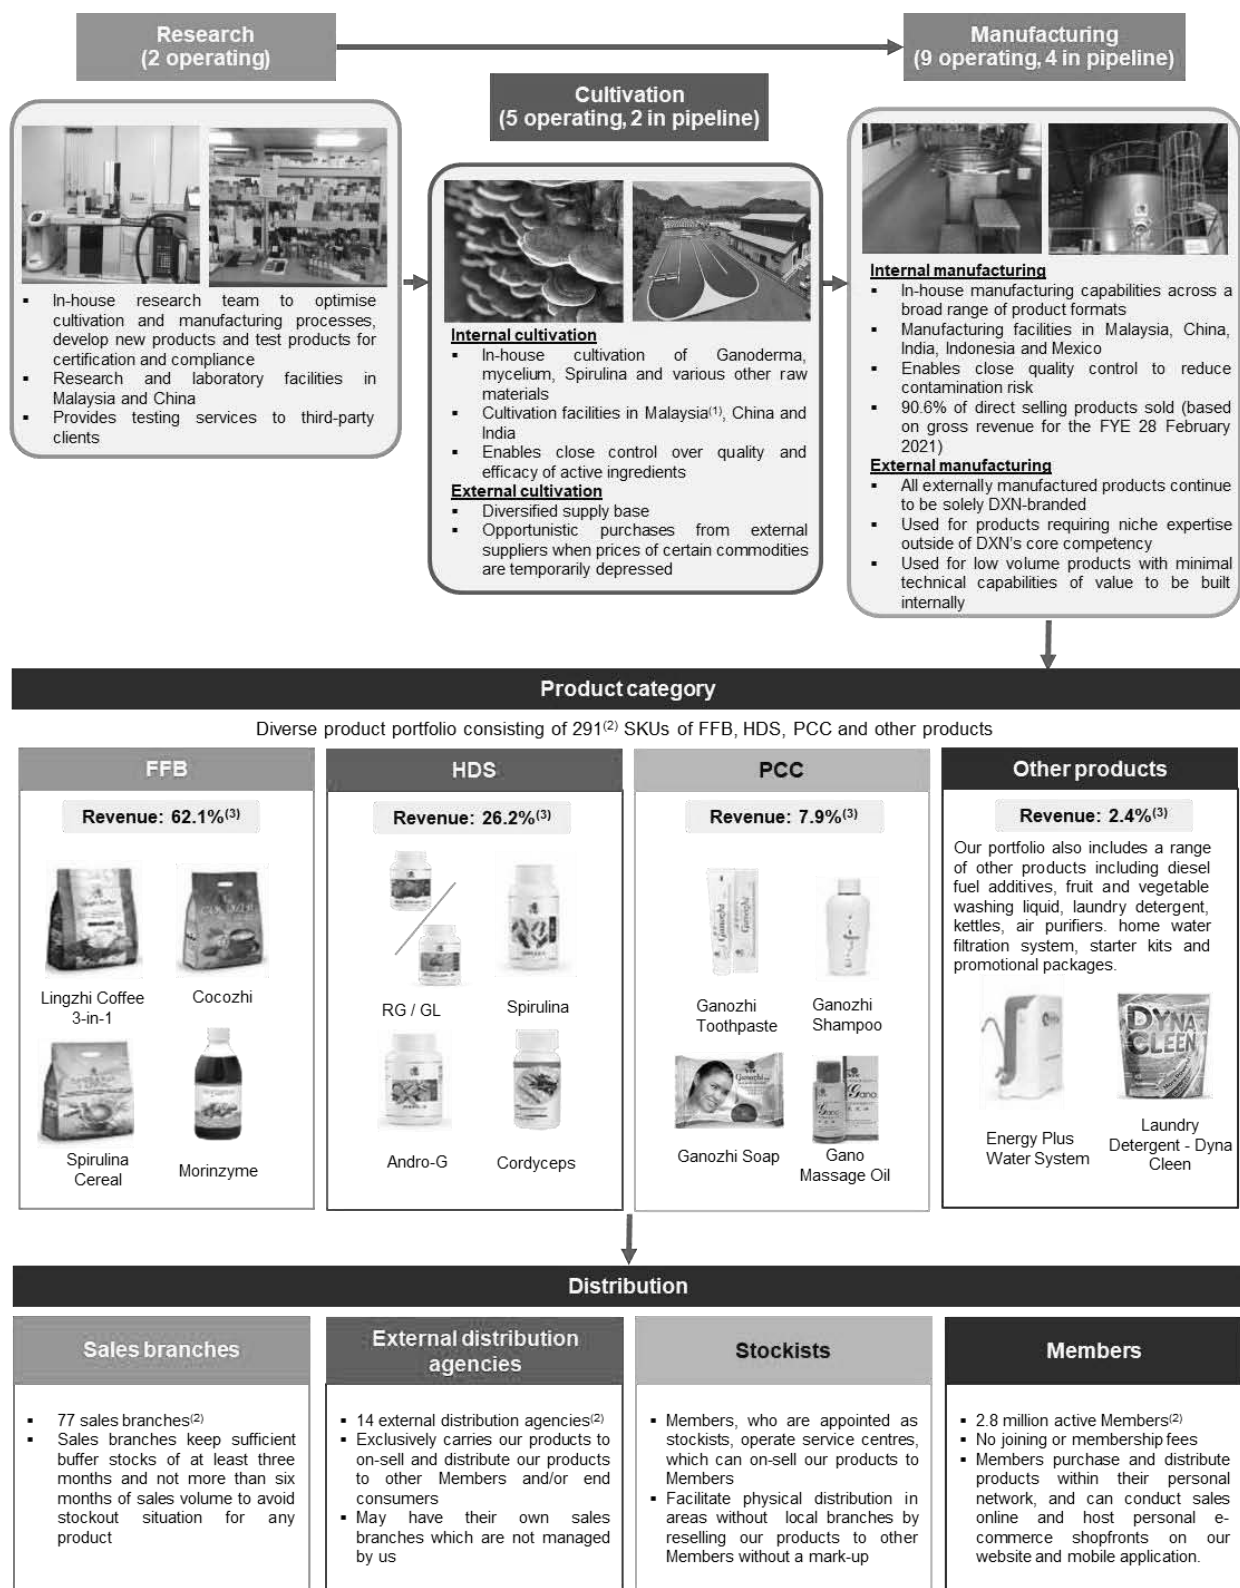 Research
(2 operating)
Manufacturing
(9 operating, 4 in pipeline)
Cultivation
(5 operating, 2 in pipeline)
▪ In-house research team to optimise
cultivation and manufacturing processes,
develop new products and test products for
certification and compliance
▪ Research and laboratory facilities in
Malaysia and China
▪ Provides testing services to third-party
clients
Internal cultivation
▪ In-house cultivation of Ganoderma,
mycelium, Spirulina and various other raw
materials
▪ Cultivation facilities in Malaysia(1), China and
India
▪ Enables close control over quality and
efficacy of active ingredients
External cultivation
▪ Diversified supply base
▪ Opportunistic purchases from external
suppliers when prices of certain commodities
are temporarily depressed
Internal manufacturing
▪ In-house manufacturing capabilities across a
broad range of product formats
▪ Manufacturing facilities in Malaysia, China,
India, Indonesia and Mexico
▪ Enables close quality control to reduce
contamination risk
▪ 90.6% of direct selling products sold (based
on gross revenue for the FYE 28 February
2021)
External manufacturing
▪ All externally manufactured products continue
to be solely DXN-branded
▪ Used for products requiring niche expertise
outside of DXN's core competency
▪ Used for low volume products with minimal
technical capabilities of value to be built
internally
Product category
Diverse product portfolio consisting of 291(2) SKUs of FFB, HDS, PCC and other products
FFB
Revenue: 62.1%(3)
Lingzhi Coffee
3-in-1
Cocozhi
Spirulina
Cereal
Morinzyme
HDS
Revenue: 26.2%(3)
RG / GL
Spirulina
Andro-G
Cordyceps
PCC
Revenue: 7.9%(3)
Ganozhi
Ganozhi
Toothpaste
Ganozhi
Shampoo
Ganozhi
Gano
Ganozhi Soap
Gano
Massage Oil
Other products
Revenue: 2.4%(3)
Our portfolio also includes a range
of other products including diesel
fuel additives, fruit and vegetable
washing liquid, laundry detergent,
kettles, air purifiers. home water
filtration system, starter kits and
promotional packages.
DYNA
CLEEN
Energy Plus
Water System
Laundry
Detergent - Dyna
Cleen
Distribution
Sales branches
▪ 77 sales branches(2)
▪ Sales branches keep sufficient
buffer stocks of at least three
months and not more than six
months of sales volume to avoid
stockout situation for any
product
External distribution
agencies
▪ 14 external distribution agencies(2)
▪ Exclusively carries our products to
on-sell and distribute our products
to other Members and/or end
consumers
▪ May have their own sales
branches which are not managed
by us
Stockists
▪ Members, who are appointed as
stockists, operate service centres,
which can on-sell our products to
Members
▪ Facilitate physical distribution in
areas without local branches by
reselling our products to other
Members without a mark-up
Members
▪ 2.8 million active Members(2)
▪ No joining or membership fees
▪ Members purchase and distribute
products within their personal
network, and can conduct sales
online and host personal e-
commerce shopfronts on our
website and mobile application.